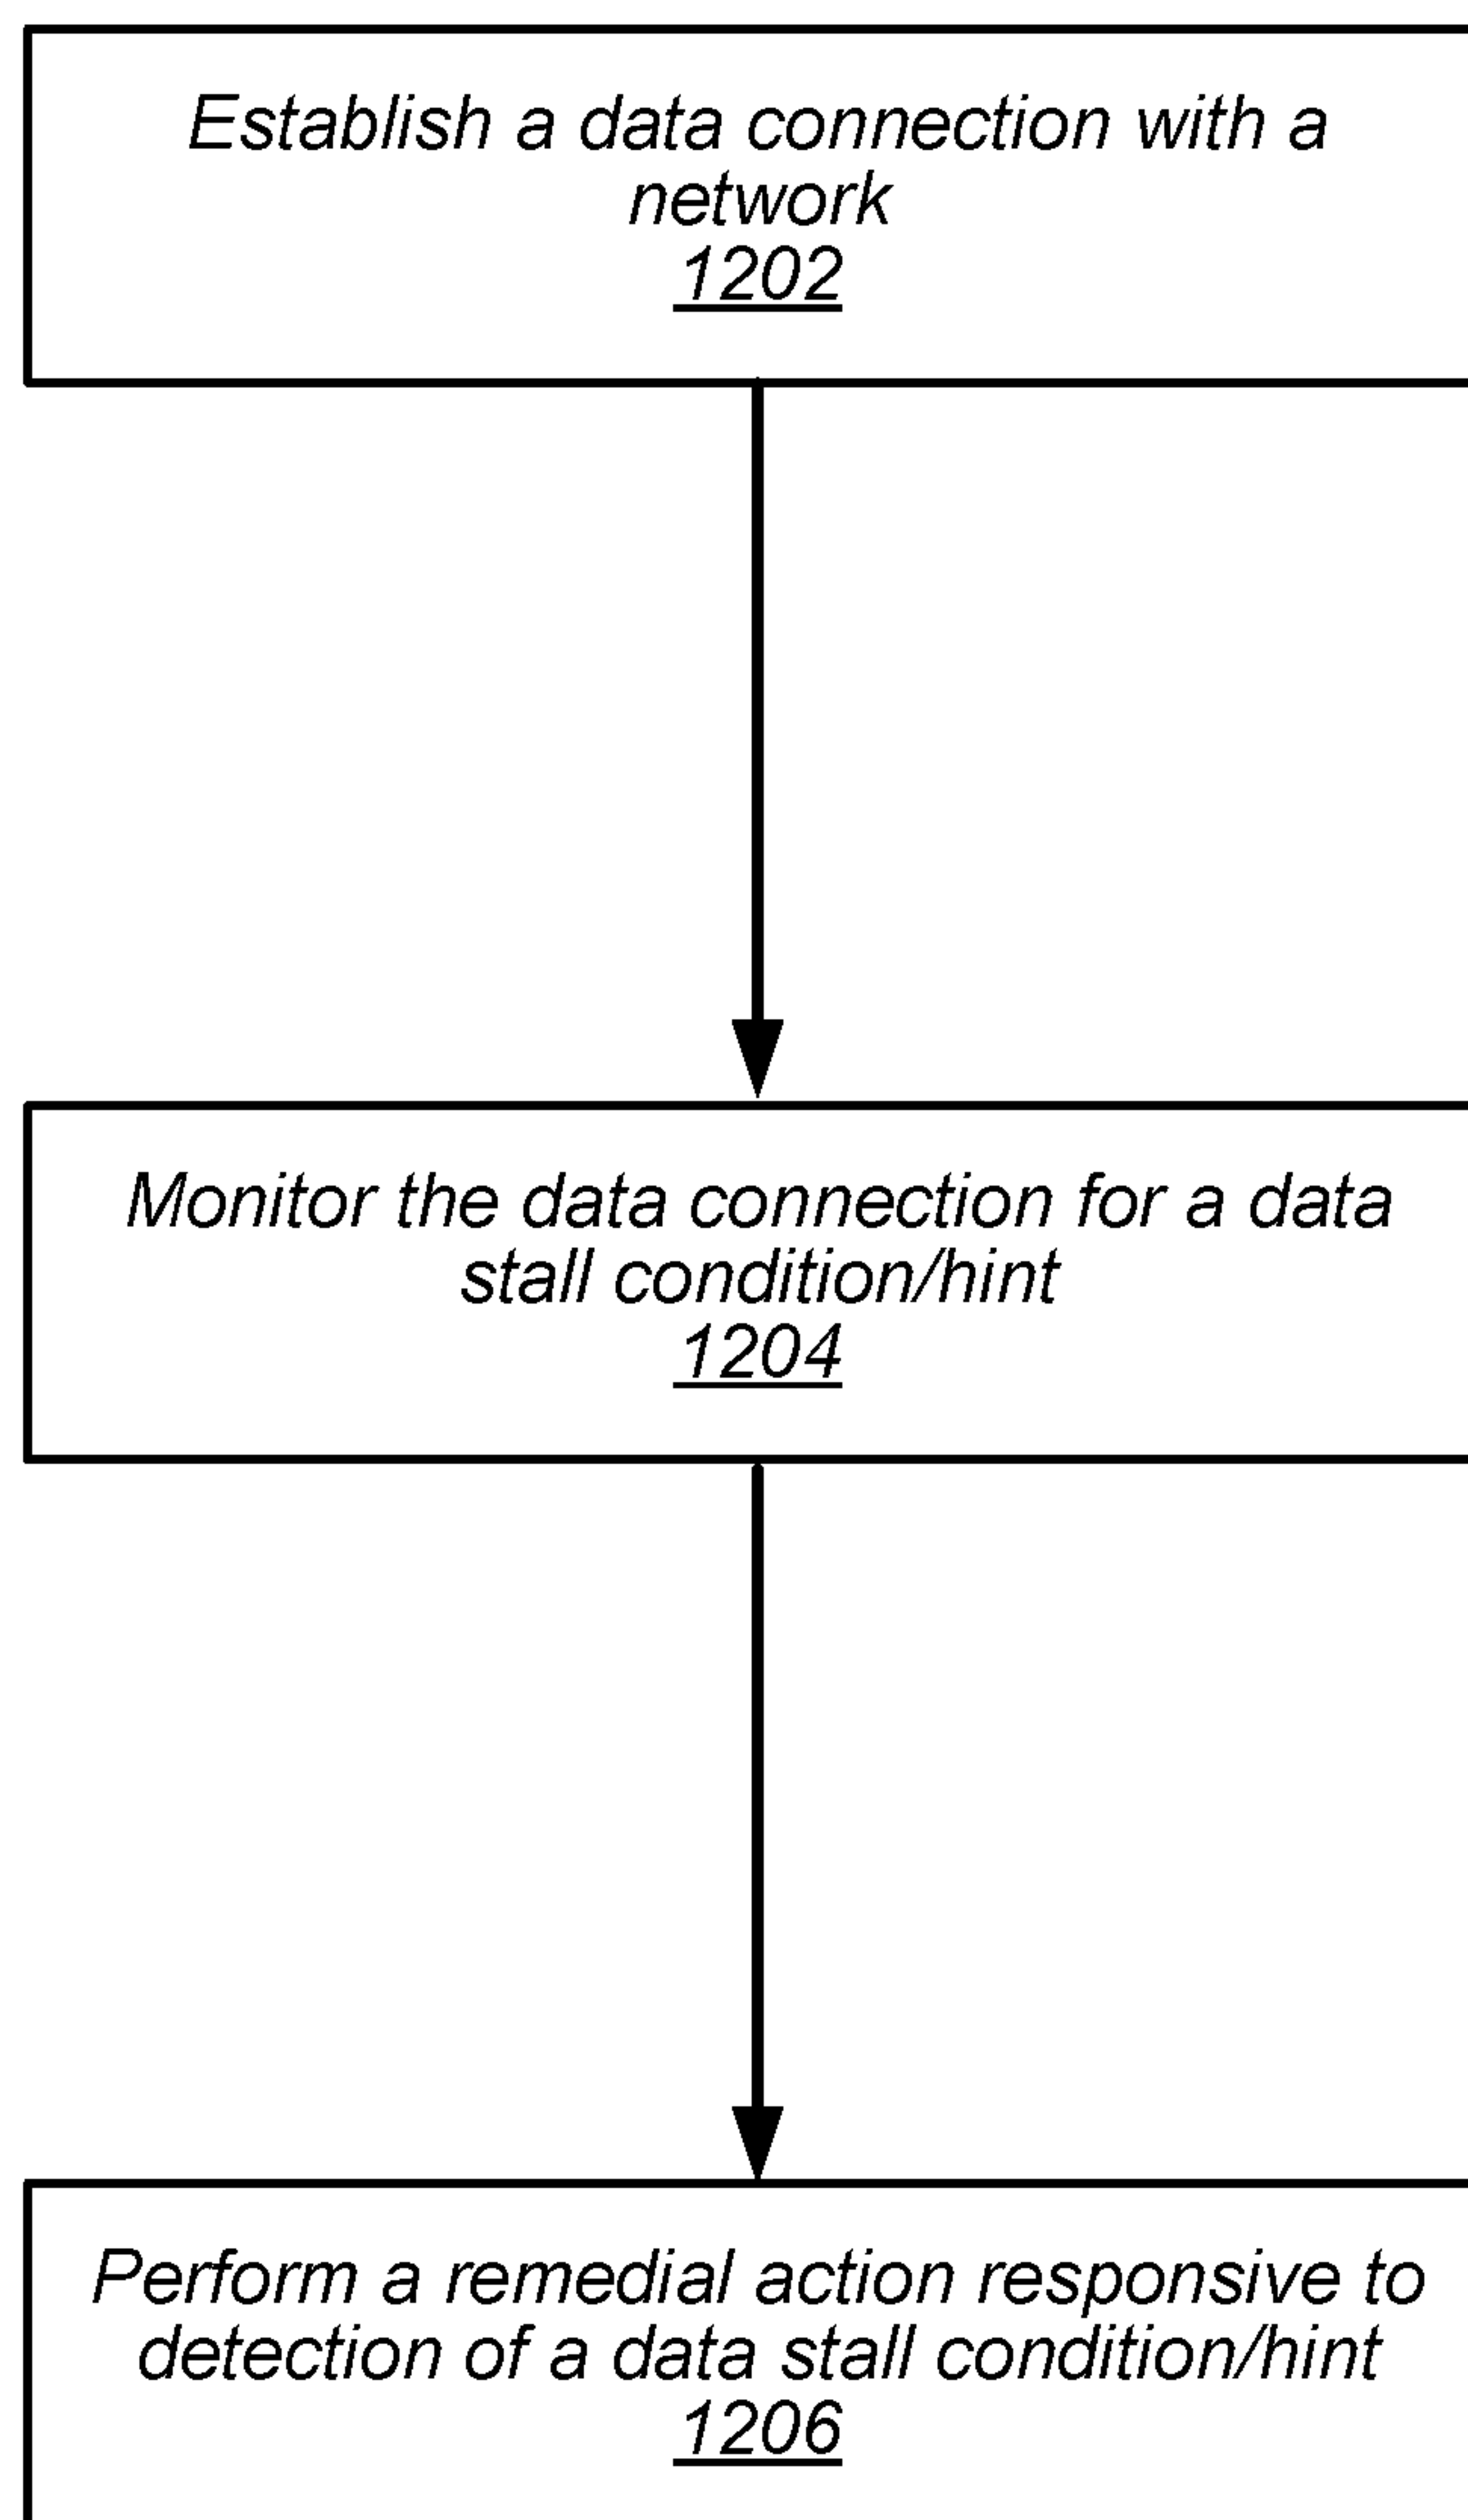 Establish a data connection with a
network
1202
Monitor the data connection for a data
stall condition/hint
1204
Perform a remedial action responsive to
detection of a data stall condition/hint
1206